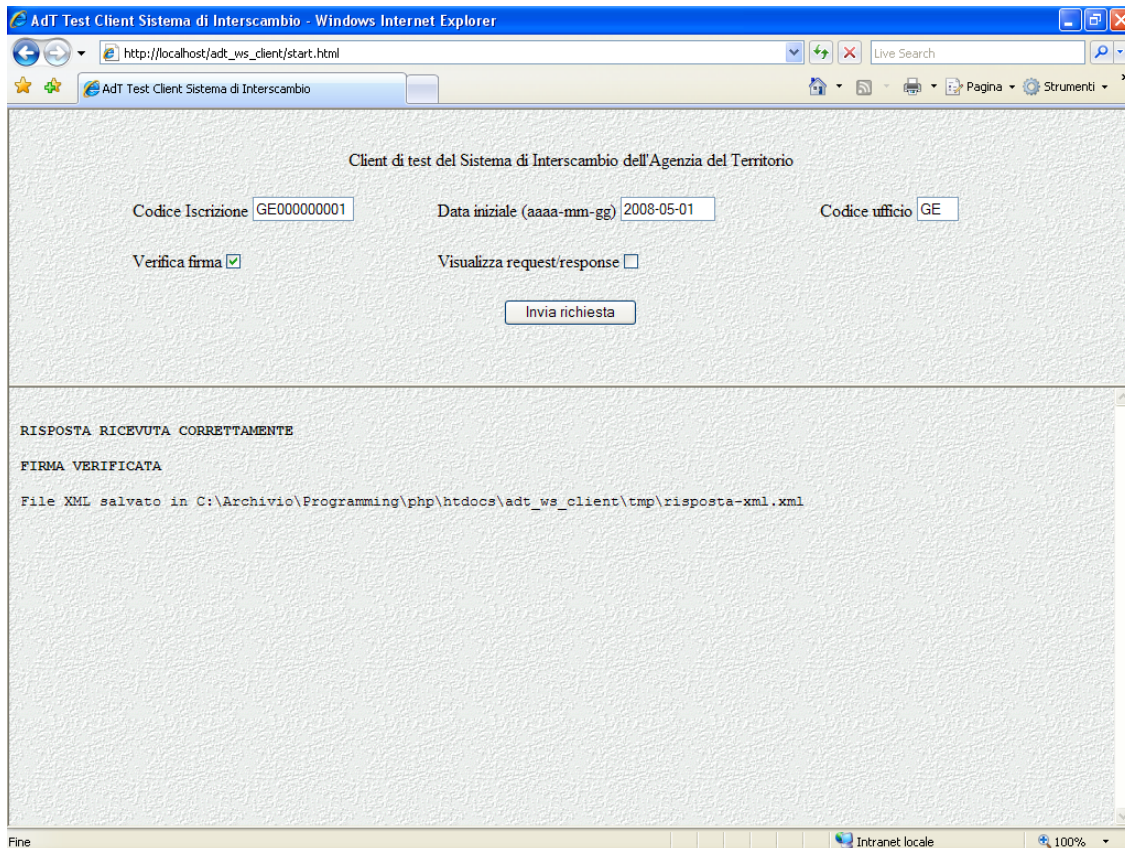 AdT Test Client Sistema di Interscambio - Windows Internet Explorer
http://localhost/adt_ws_client/start.html
Live Search
AdT Test Client Sistema di Interscambio
Pagina
Strumenti
Client di test del Sistema di Interscambio dell'Agenzia del Territorio
Codice Iscrizione GE000000001 Data iniziale (aaaa-mm-gg) 2008-05-01 Codice ufficio GE
Verifica firma Visualizza request/response
Invia richiesta
RISPOSTA RICEVUTA CORRETTAMENTE
FIRMA VERIFICATA
File XML salvato in C:\Archivio\Programming\php\htdocs\adt_ws_client\tmp\risposta-xml.xml
Fine Intranet locale 100%